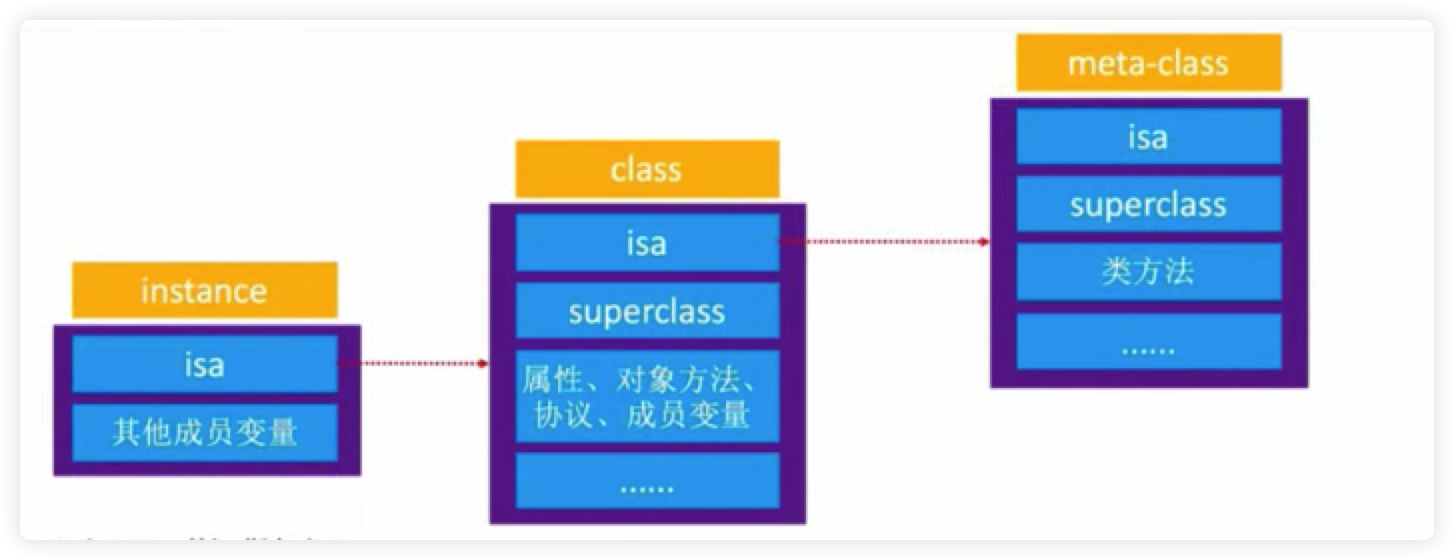 instance
isa
其他成员变量
class
isa
superclass
属性、对象方法、
协议、成员变量
......
meta-class
isa
superclass
类方法
......